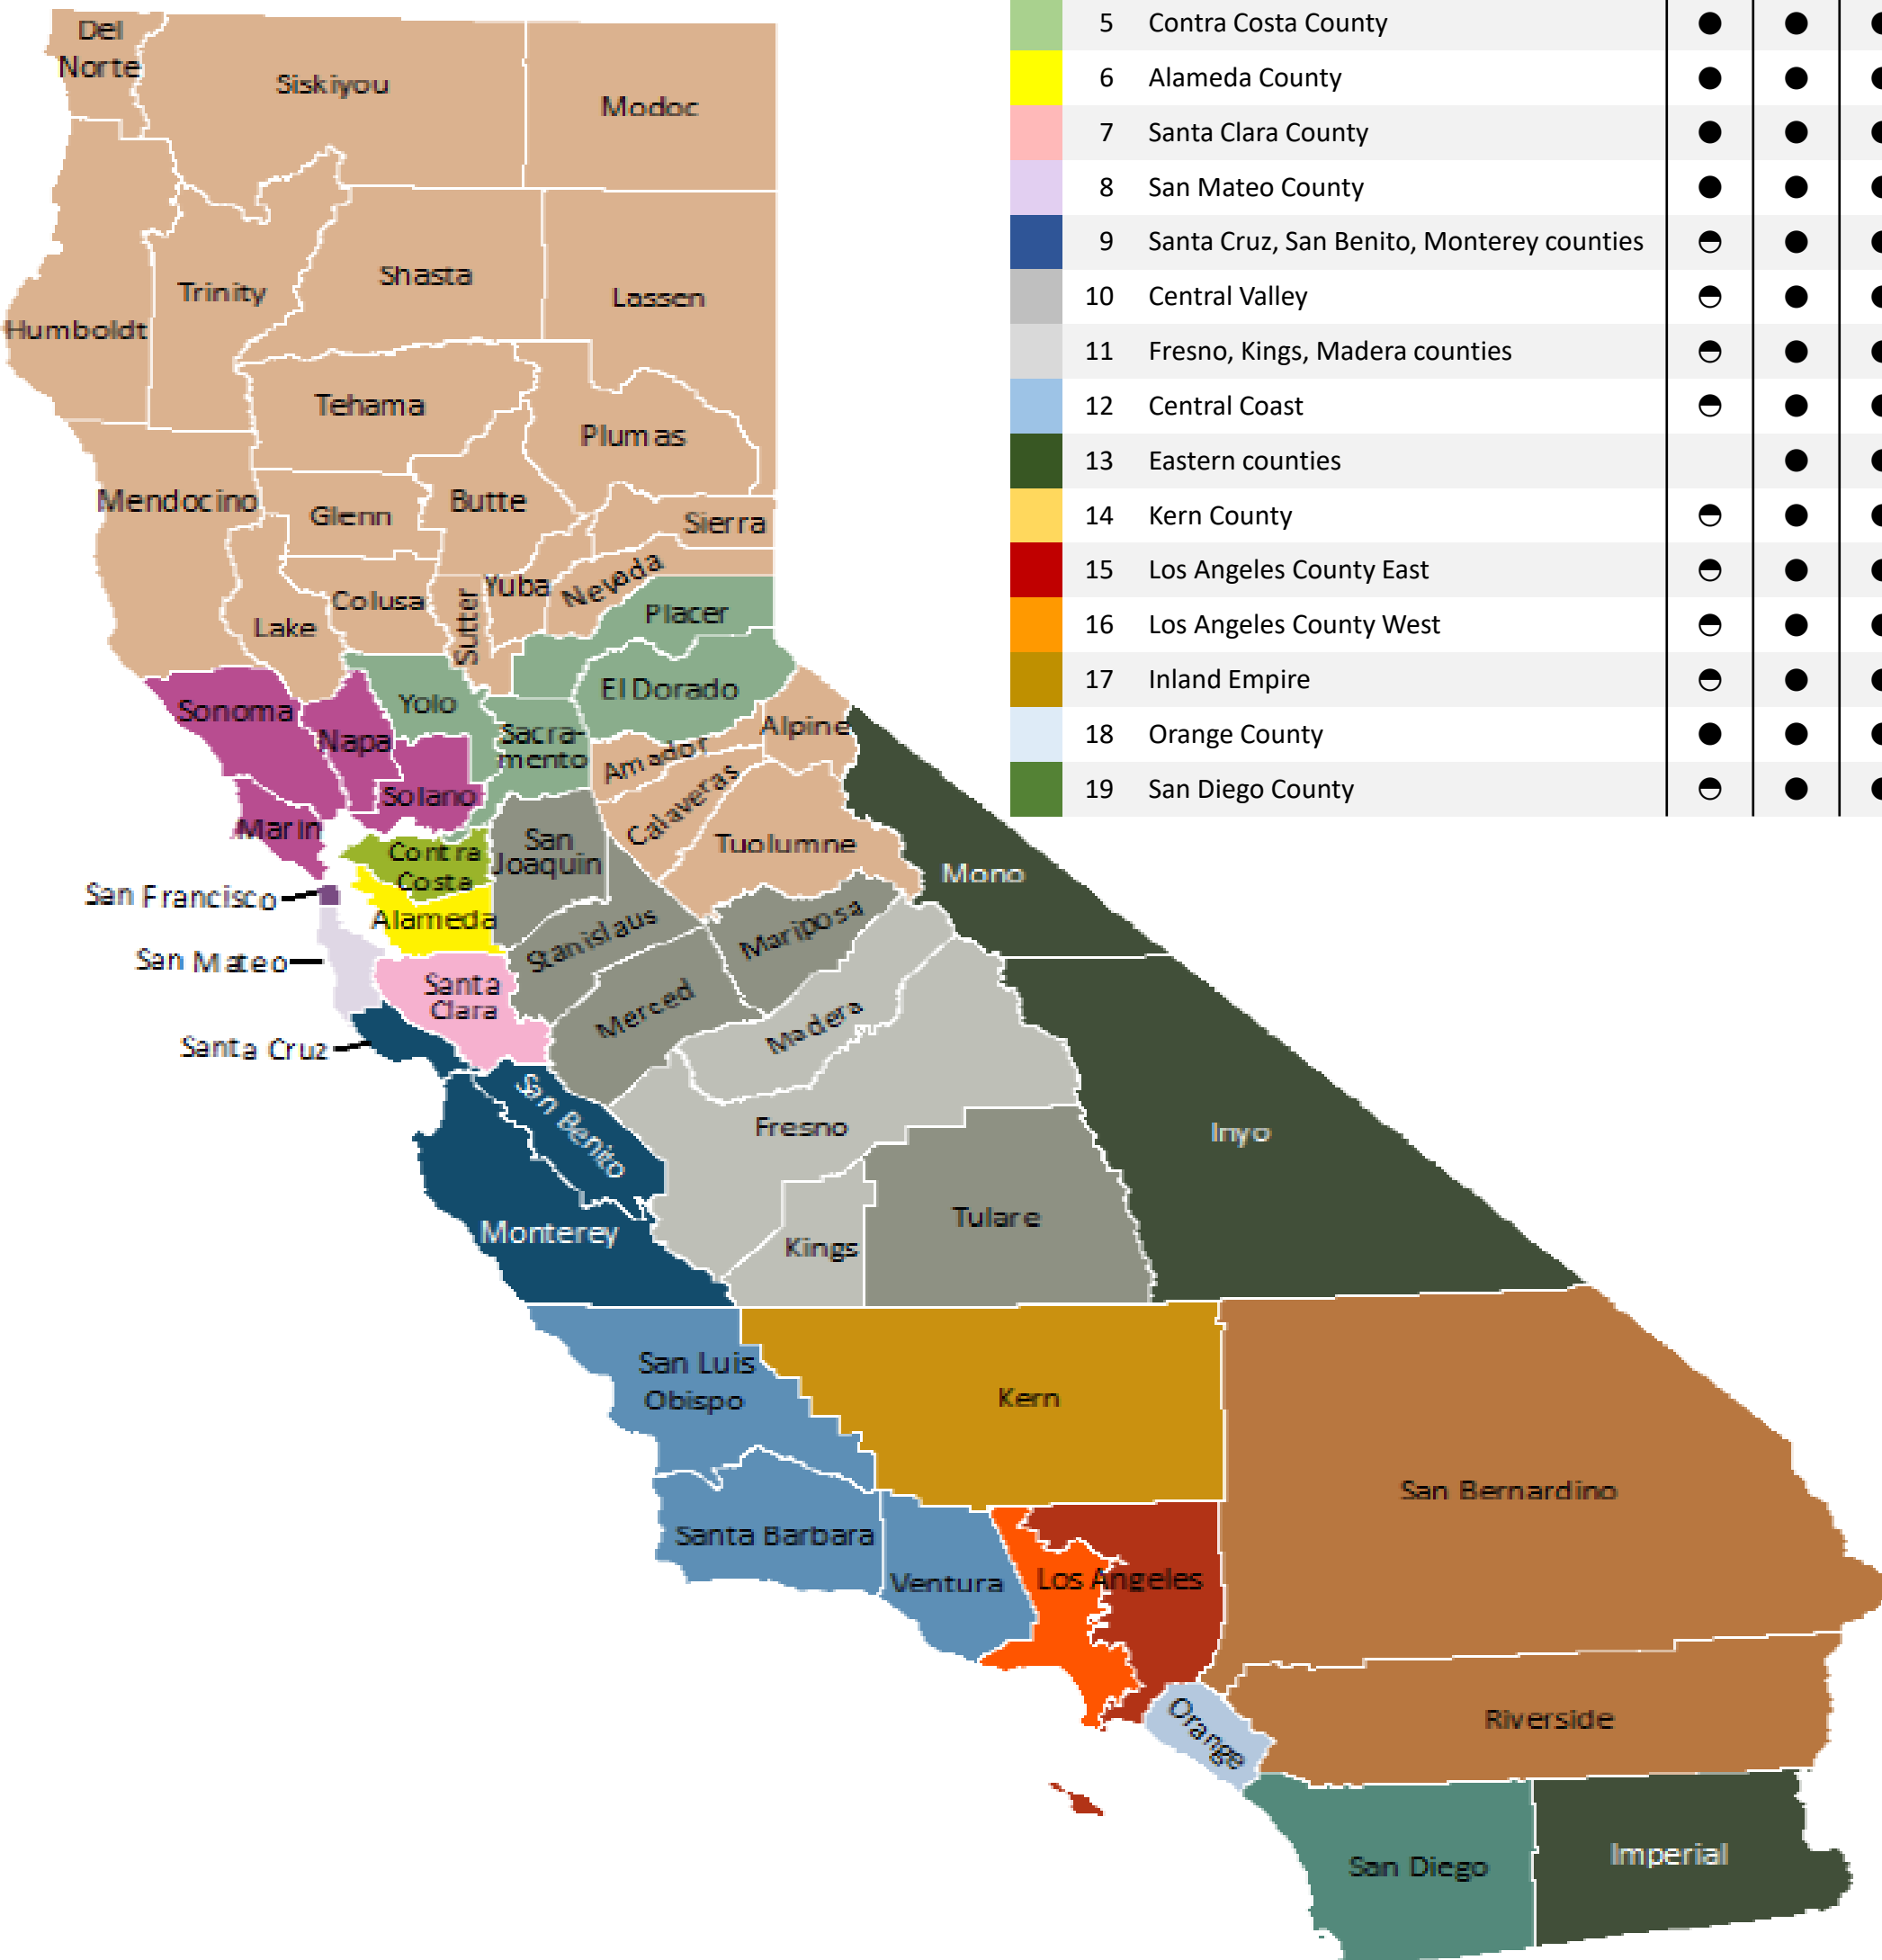 5 Contra Costa County ● ● ●
6 Alameda County ● ● ●
7 Santa Clara County ● ● ●
8 San Mateo County ● ● ●
9 Santa Cruz, San Benito, Monterey counties ◓ ● ●
10 Central Valley ◓ ● ●
11 Fresno, Kings, Madera counties ◓ ● ●
12 Central Coast ◓ ● ●
13 Eastern counties ● ●
14 Kern County ◓ ● ●
15 Los Angeles County East ◓ ● ●
16 Los Angeles County West ◓ ● ●
17 Inland Empire ◓ ● ●
18 Orange County ● ● ●
19 San Diego County ◓ ● ●
Del
Norte
Siskiyou
Modoc
Humboldt
Trinity
Shasta
Lassen
Tehama
Plumas
Mendocino
Glenn
Butte
Sierra
Lake
Colusa
Sutter
Yuba
Nevada
Placer
El Dorado
Sonoma
Napa
Yolo
Sacra-
mento
Amador
Alpine
Solano
Marin
Calaveras
Tuolumne
Contra
Costa
San
Joaquin
Mono
San Francisco
Alameda
Stanislaus
Mariposa
San Mateo
Santa
Clara
Merced
Madera
Santa Cruz
San Benito
Fresno
Inyo
Monterey
Kings
Tulare
San Luis
Obispo
Kern
San Bernardino
Santa Barbara
Ventura
Los Angeles
Orange
Riverside
San Diego
Imperial